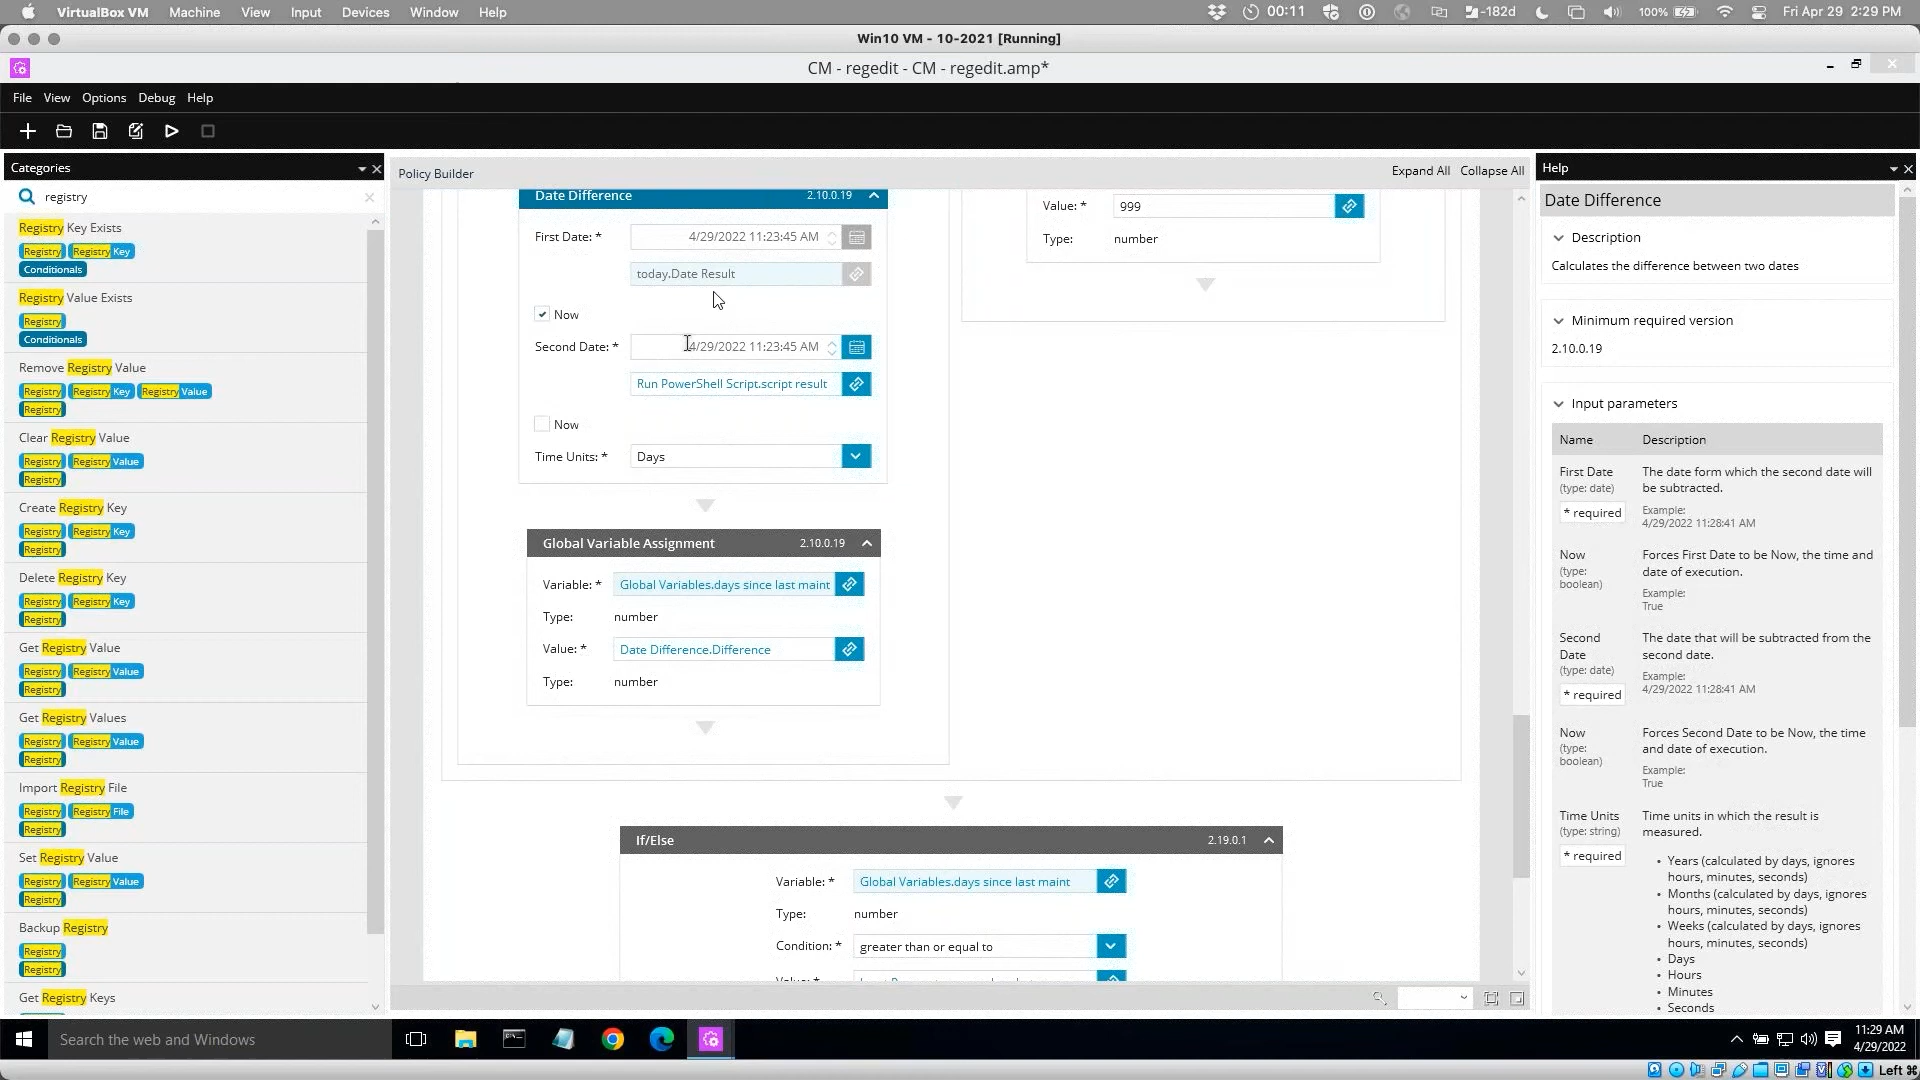 VirtualBox VM Machine View Input Devices Window Help 00:11 -182d 100% Fri Apr 29 2:29 PM
Win10 VM - 10-2021 [Running]
CM - regedit - CM - regedit.amp*
File View Options Debug Help
Categories
registry
Registry Key Exists
Registry Registry Key
Conditionals
Registry Value Exists
Registry
Conditionals
Remove Registry Value
Registry Registry Key Registry Value
Registry
Clear Registry Value
Registry Registry Value
Registry
Create Registry Key
Registry Registry Key
Registry
Delete Registry Key
Registry Registry Key
Registry
Get Registry Value
Registry Registry Value
Registry
Get Registry Values
Registry Registry Value
Registry
Import Registry File
Registry Registry File
Registry
Set Registry Value
Registry Registry Value
Registry
Backup Registry
Registry
Registry
Get Registry Keys
Policy Builder
Expand All Collapse All
Date Difference 2.10.0.19
First Date: * 4/29/2022 11:23:45 AM
today.Date Result
Now
Second Date: * 4/29/2022 11:23:45 AM
Run PowerShell Script.script result
Now
Time Units: * Days
Value: * 999
Type: number
Global Variable Assignment 2.10.0.19
Variable: * Global Variables.days since last maint
Type: number
Value: * Date Difference.Difference
Type: number
If/Else 2.19.0.1
Variable: * Global Variables.days since last maint
Type: number
Condition: * greater than or equal to
Help
Date Difference
Description
Calculates the difference between two dates
Minimum required version
2.10.0.19
Input parameters
Name Description
First Date
(type: date)
* required
The date form which the second date will
be subtracted.
Example:
4/29/2022 11:28:41 AM
Now
(type:
boolean)
Forces First Date to be Now, the time and
date of execution.
Example:
True
Second
Date
(type: date)
* required
The date that will be subtracted from the
second date.
Example:
4/29/2022 11:28:41 AM
Now
(type:
boolean)
Forces Second Date to be Now, the time
and date of execution.
Example:
True
Time Units
(type: string)
* required
Time units in which the result is
measured.
• Years (calculated by days, ignores
hours, minutes, seconds)
• Months (calculated by days, ignores
hours, minutes, seconds)
• Weeks (calculated by days, ignores
hours, minutes, seconds)
• Days
• Hours
• Minutes
• Seconds
Search the web and Windows
11:29 AM
4/29/2022
Left ⌘